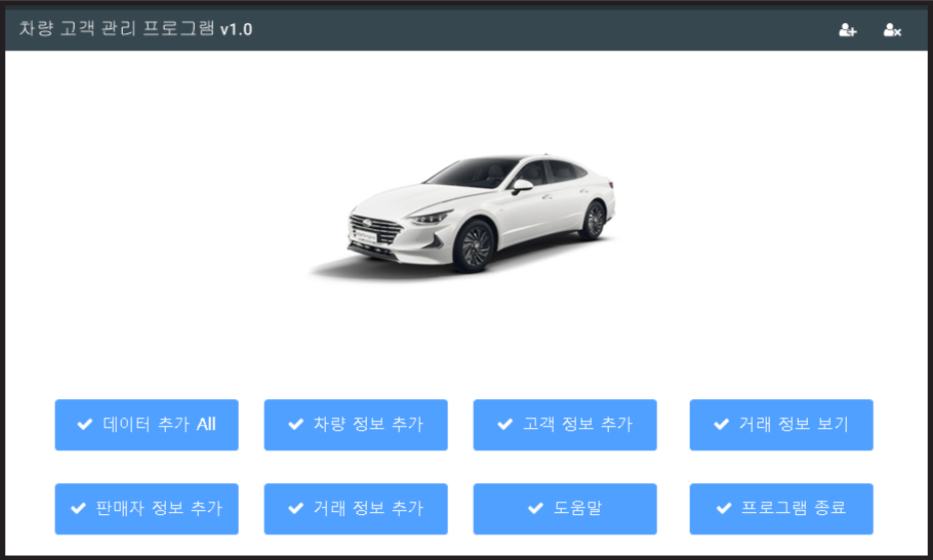 차량 고객 관리 프로그램 v1.0
데이터 추가 All
차량 정보 추가
고객 정보 추가
거래 정보 보기
판매자 정보 추가
거래 정보 추가
도움말
프로그램 종료